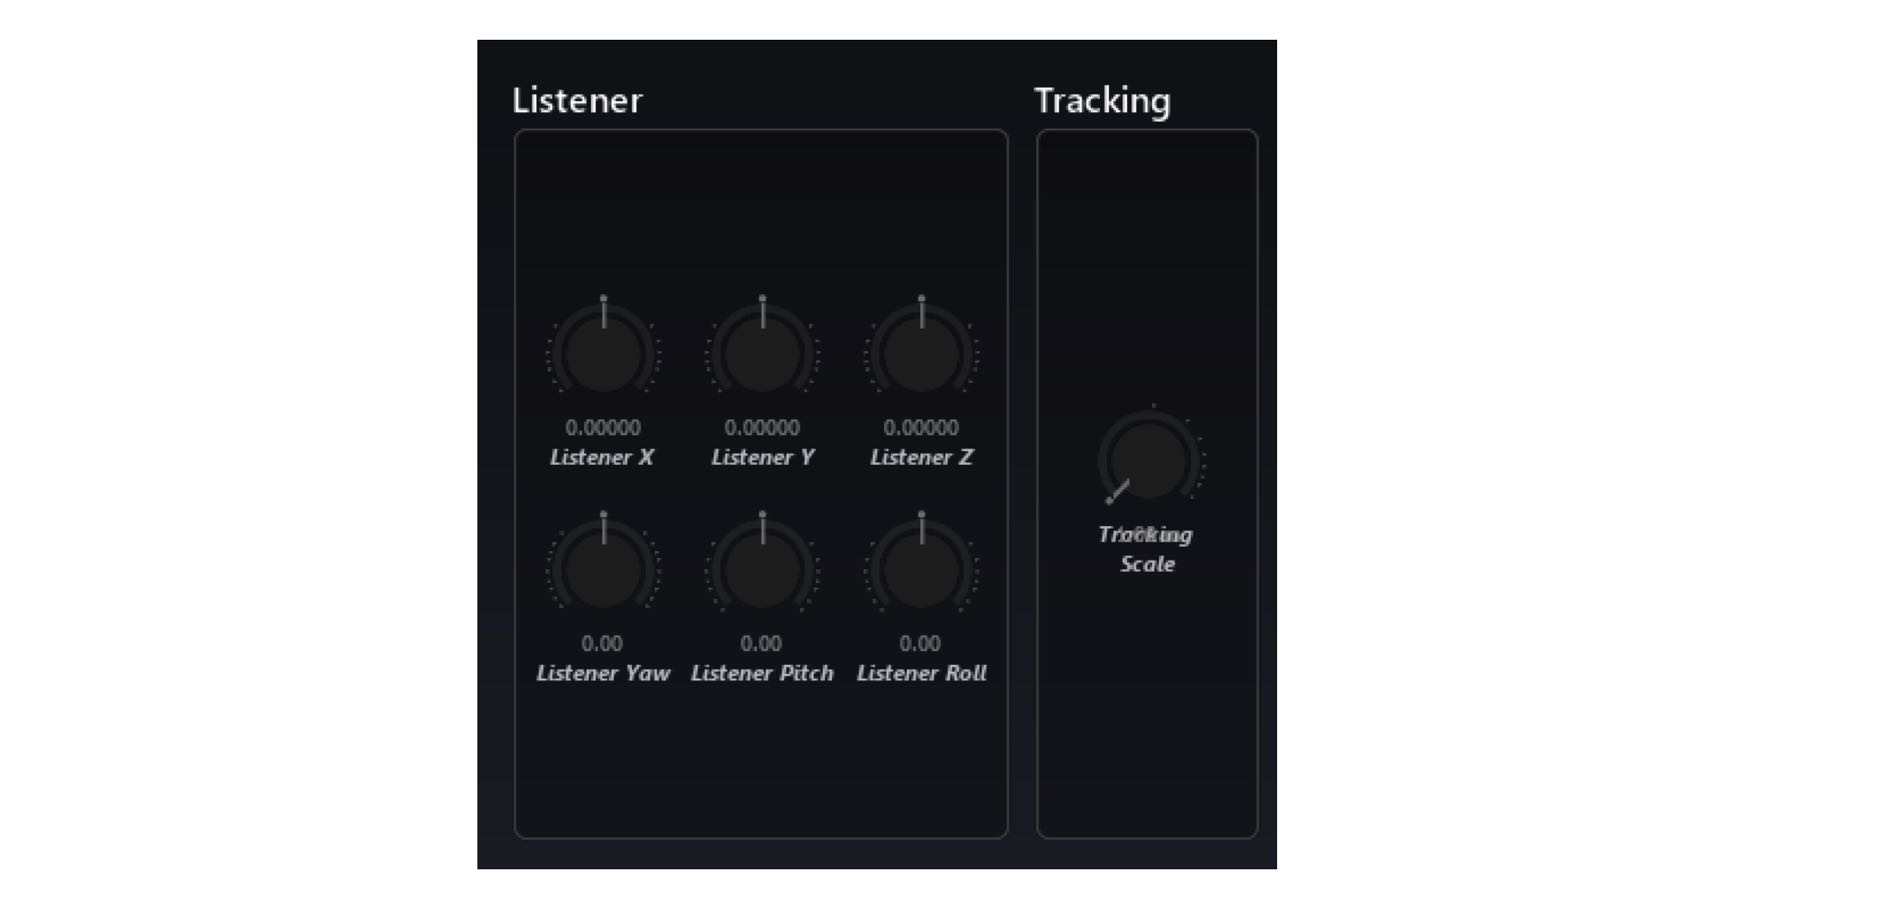 Listener
Tracking
0.00000 0.00000 0.00000
Listener X Listener Y Listener Z
Tracking
Scale
0.00 0.00 0.00
Listener Yaw Listener Pitch Listener Roll